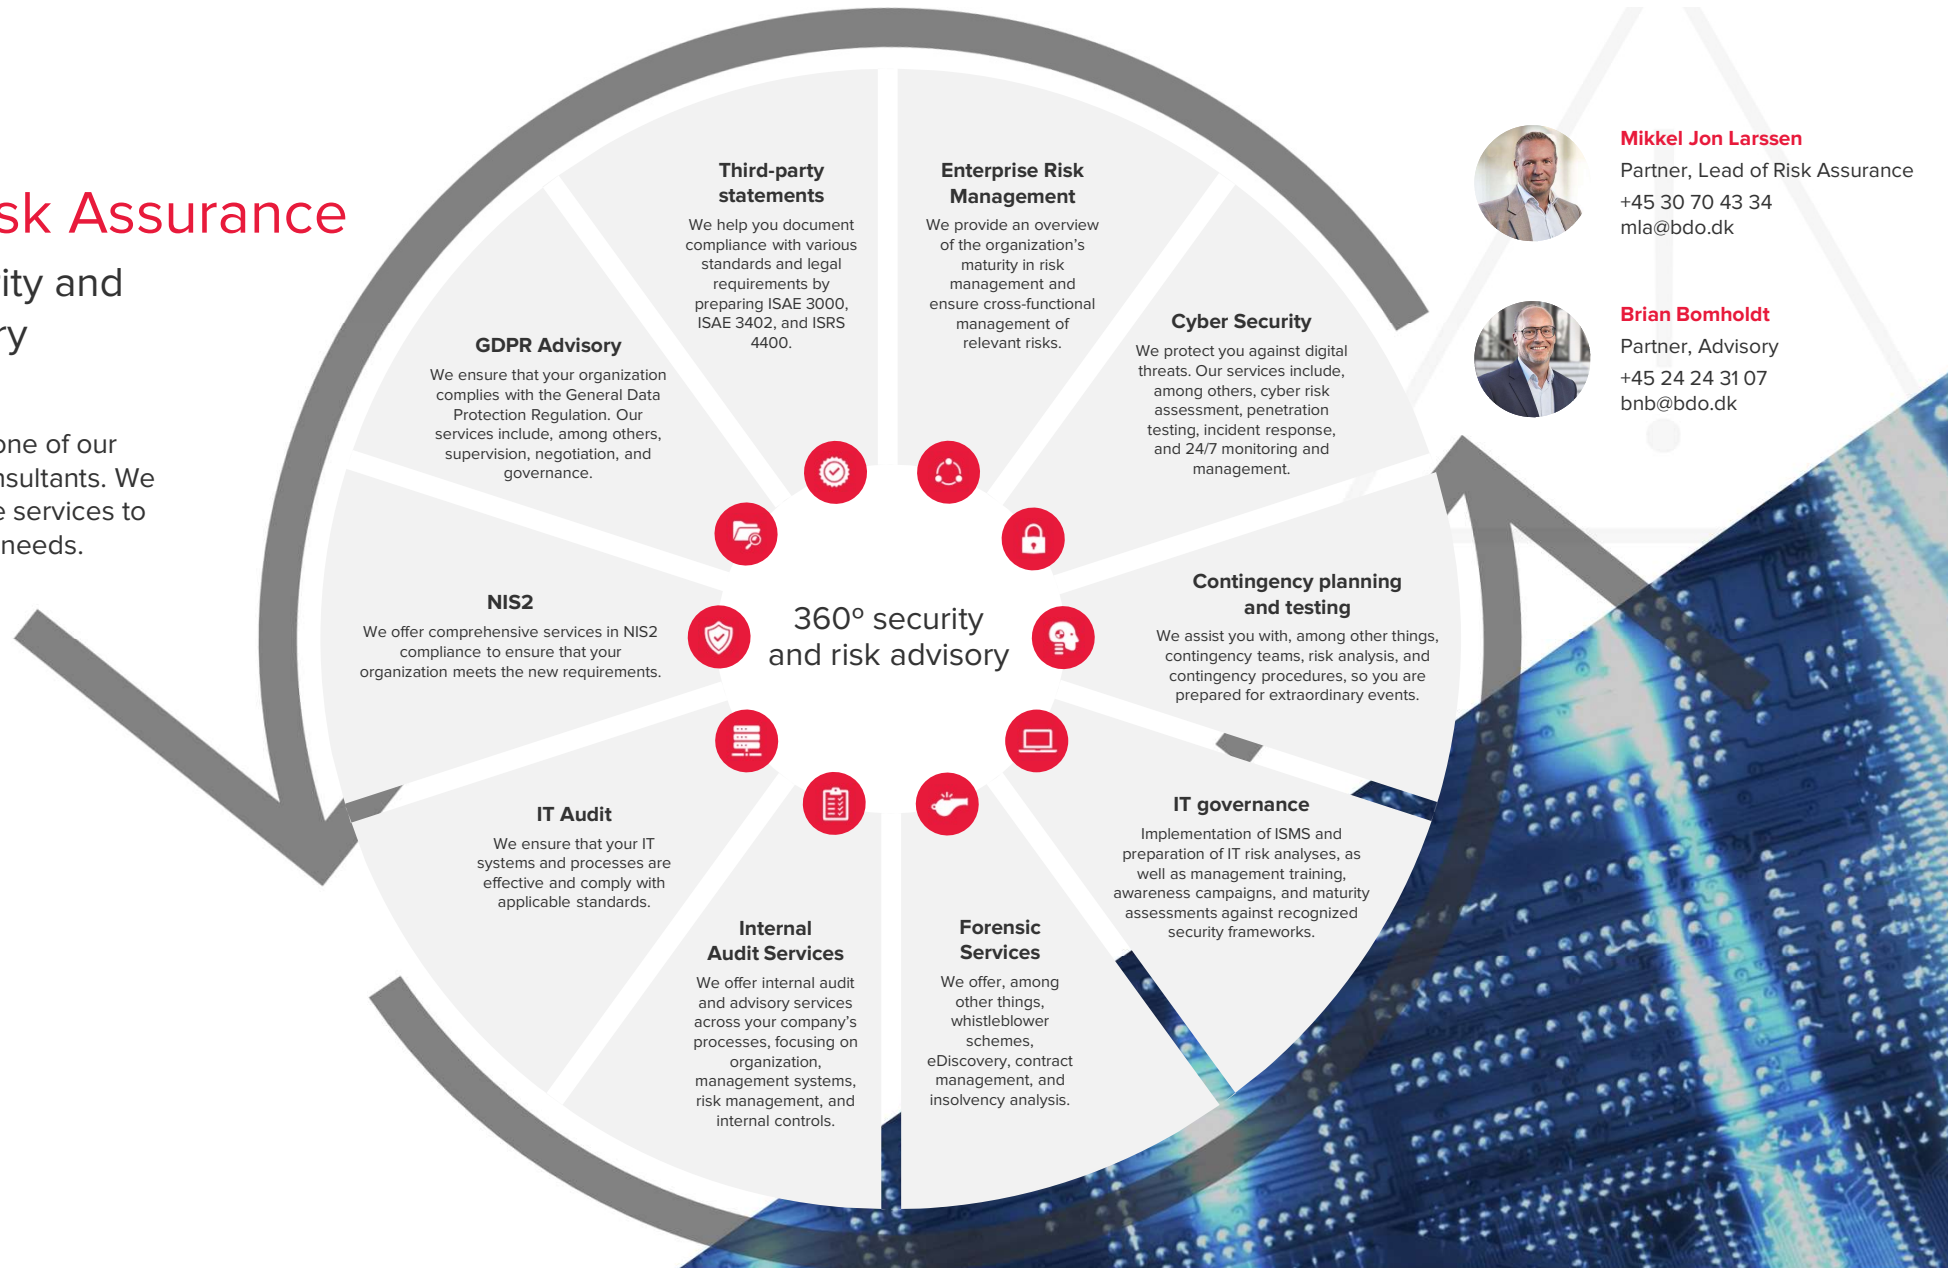 sk Assurance
ity and
ry
one of our
nsultants. We
e services to
needs.
Third-party
statements
We help you document
compliance with various
standards and legal
requirements by
preparing ISAE 3000,
ISAE 3402, and ISRS
4400.
Enterprise Risk
Management
We provide an overview
of the organization's
maturity in risk
management and
ensure cross-functional
management of
relevant risks.
Cyber Security
We protect you against digital
threats. Our services include,
among others, cyber risk
assessment, penetration
testing, incident response,
and 24/7 monitoring and
management.
Contingency planning
and testing
We assist you with, among other things,
contingency teams, risk analysis, and
contingency procedures, so you are
prepared for extraordinary events.
IT governance
Implementation of ISMS and
preparation of IT risk analyses, as
well as management training,
awareness campaigns, and maturity
assessments against recognized
security frameworks.
Forensic
Services
We offer, among
other things,
whistleblower
schemes,
eDiscovery, contract
management, and
insolvency analysis.
Internal
Audit Services
We offer internal audit
and advisory services
across your company's
processes, focusing on
organization,
management systems,
risk management, and
internal controls.
IT Audit
We ensure that your IT
systems and processes are
effective and comply with
applicable standards.
NIS2
We offer comprehensive services in NIS2
compliance to ensure that your
organization meets the new requirements.
GDPR Advisory
We ensure that your organization
complies with the General Data
Protection Regulation. Our
services include, among others,
supervision, negotiation, and
governance.
360º security
and risk advisory
Mikkel Jon Larssen
Partner, Lead of Risk Assurance
+45 30 70 43 34
mla@bdo.dk
Brian Bomholdt
Partner, Advisory
+45 24 24 31 07
bnb@bdo.dk